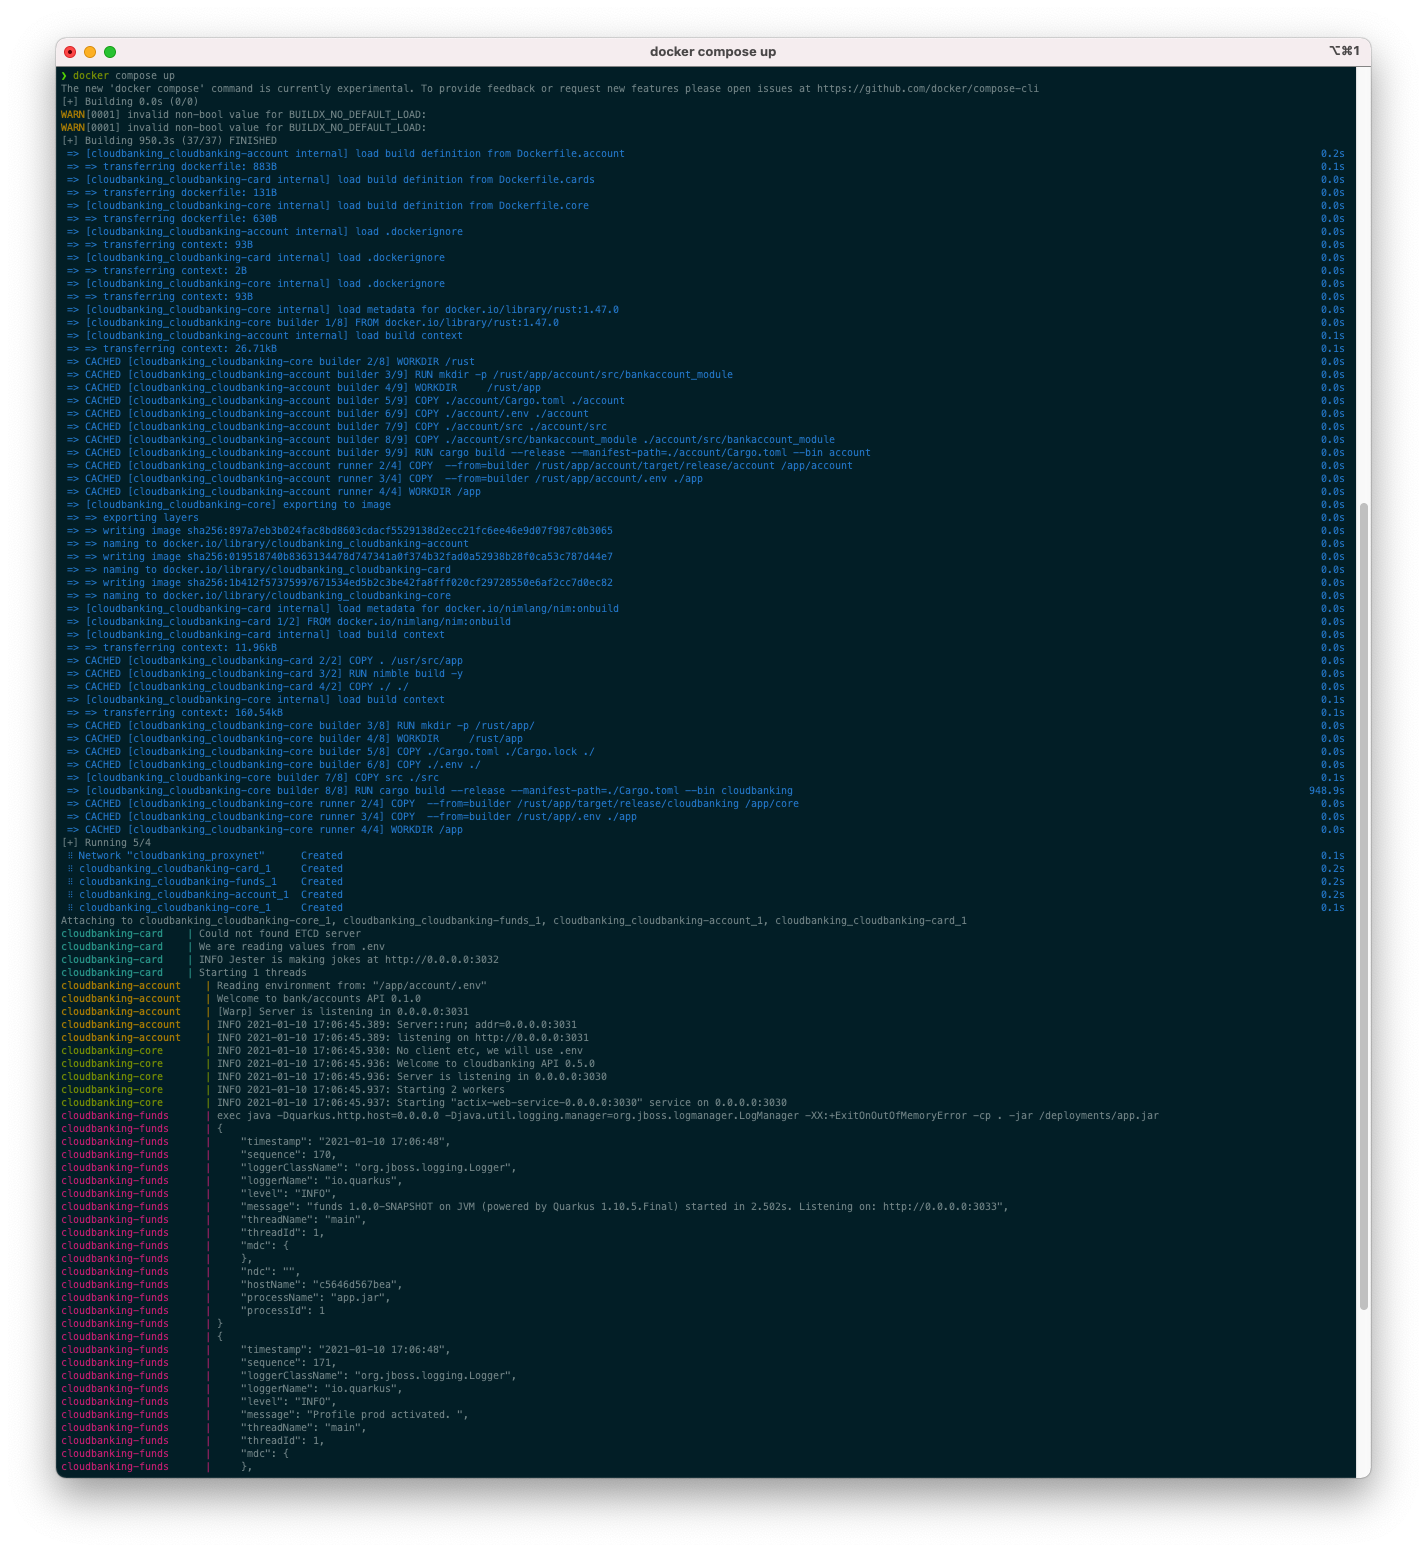 docker compose up
⌥⌘1
❯ docker compose up
The new 'docker compose' command is currently experimental. To provide feedback or request new features please open issues at https://github.com/docker/compose-cli
[+] Building 0.0s (0/0)
WARN[0001] invalid non-bool value for BUILDX_NO_DEFAULT_LOAD:
WARN[0001] invalid non-bool value for BUILDX_NO_DEFAULT_LOAD:
[+] Building 950.3s (37/37) FINISHED
=> [cloudbanking_cloudbanking-account internal] load build definition from Dockerfile.account 0.2s
=> => transferring dockerfile: 883B 0.1s
=> [cloudbanking_cloudbanking-card internal] load build definition from Dockerfile.cards 0.0s
=> => transferring dockerfile: 131B 0.0s
=> [cloudbanking_cloudbanking-core internal] load build definition from Dockerfile.core 0.0s
=> => transferring dockerfile: 630B 0.0s
=> [cloudbanking_cloudbanking-account internal] load .dockerignore 0.0s
=> => transferring context: 93B 0.0s
=> [cloudbanking_cloudbanking-card internal] load .dockerignore 0.0s
=> => transferring context: 2B 0.0s
=> [cloudbanking_cloudbanking-core internal] load .dockerignore 0.0s
=> => transferring context: 93B 0.0s
=> [cloudbanking_cloudbanking-core internal] load metadata for docker.io/library/rust:1.47.0 0.0s
=> [cloudbanking_cloudbanking-core builder 1/8] FROM docker.io/library/rust:1.47.0 0.0s
=> [cloudbanking_cloudbanking-account internal] load build context 0.1s
=> => transferring context: 26.71kB 0.1s
=> CACHED [cloudbanking_cloudbanking-core builder 2/8] WORKDIR /rust 0.0s
=> CACHED [cloudbanking_cloudbanking-account builder 3/9] RUN mkdir -p /rust/app/account/src/bankaccount_module 0.0s
=> CACHED [cloudbanking_cloudbanking-account builder 4/9] WORKDIR     /rust/app 0.0s
=> CACHED [cloudbanking_cloudbanking-account builder 5/9] COPY ./account/Cargo.toml ./account 0.0s
=> CACHED [cloudbanking_cloudbanking-account builder 6/9] COPY ./account/.env ./account 0.0s
=> CACHED [cloudbanking_cloudbanking-account builder 7/9] COPY ./account/src ./account/src 0.0s
=> CACHED [cloudbanking_cloudbanking-account builder 8/9] COPY ./account/src/bankaccount_module ./account/src/bankaccount_module 0.0s
=> CACHED [cloudbanking_cloudbanking-account builder 9/9] RUN cargo build --release --manifest-path=./account/Cargo.toml --bin account 0.0s
=> CACHED [cloudbanking_cloudbanking-account runner 2/4] COPY  --from=builder /rust/app/account/target/release/account /app/account 0.0s
=> CACHED [cloudbanking_cloudbanking-account runner 3/4] COPY  --from=builder /rust/app/account/.env ./app 0.0s
=> CACHED [cloudbanking_cloudbanking-account runner 4/4] WORKDIR /app 0.0s
=> [cloudbanking_cloudbanking-core] exporting to image 0.0s
=> => exporting layers 0.0s
=> => writing image sha256:897a7eb3b024fac8bd8603cdacf5529138d2ecc21fc6ee46e9d07f987c0b3065 0.0s
=> => naming to docker.io/library/cloudbanking_cloudbanking-account 0.0s
=> => writing image sha256:019518740b8363134478d747341a0f374b32fad0a52938b28f0ca53c787d44e7 0.0s
=> => naming to docker.io/library/cloudbanking_cloudbanking-card 0.0s
=> => writing image sha256:1b412f57375997671534ed5b2c3be42fa8fff020cf29728550e6af2cc7d0ec82 0.0s
=> => naming to docker.io/library/cloudbanking_cloudbanking-core 0.0s
=> [cloudbanking_cloudbanking-card internal] load metadata for docker.io/nimlang/nim:onbuild 0.0s
=> [cloudbanking_cloudbanking-card 1/2] FROM docker.io/nimlang/nim:onbuild 0.0s
=> [cloudbanking_cloudbanking-card internal] load build context 0.0s
=> => transferring context: 11.96kB 0.0s
=> CACHED [cloudbanking_cloudbanking-card 2/2] COPY . /usr/src/app 0.0s
=> CACHED [cloudbanking_cloudbanking-card 3/2] RUN nimble build -y 0.0s
=> CACHED [cloudbanking_cloudbanking-card 4/2] COPY ./ ./ 0.0s
=> [cloudbanking_cloudbanking-core internal] load build context 0.1s
=> => transferring context: 160.54kB 0.1s
=> CACHED [cloudbanking_cloudbanking-core builder 3/8] RUN mkdir -p /rust/app/ 0.0s
=> CACHED [cloudbanking_cloudbanking-core builder 4/8] WORKDIR     /rust/app 0.0s
=> CACHED [cloudbanking_cloudbanking-core builder 5/8] COPY ./Cargo.toml ./Cargo.lock ./ 0.0s
=> CACHED [cloudbanking_cloudbanking-core builder 6/8] COPY ./.env ./ 0.0s
=> [cloudbanking_cloudbanking-core builder 7/8] COPY src ./src 0.1s
=> [cloudbanking_cloudbanking-core builder 8/8] RUN cargo build --release --manifest-path=./Cargo.toml --bin cloudbanking 948.9s
=> CACHED [cloudbanking_cloudbanking-core runner 2/4] COPY  --from=builder /rust/app/target/release/cloudbanking /app/core 0.0s
=> CACHED [cloudbanking_cloudbanking-core runner 3/4] COPY  --from=builder /rust/app/.env ./app 0.0s
=> CACHED [cloudbanking_cloudbanking-core runner 4/4] WORKDIR /app 0.0s
[+] Running 5/4
⠿ Network "cloudbanking_proxynet"      Created 0.1s
⠿ cloudbanking_cloudbanking-card_1     Created 0.2s
⠿ cloudbanking_cloudbanking-funds_1    Created 0.2s
⠿ cloudbanking_cloudbanking-account_1  Created 0.2s
⠿ cloudbanking_cloudbanking-core_1     Created 0.1s
Attaching to cloudbanking_cloudbanking-core_1, cloudbanking_cloudbanking-funds_1, cloudbanking_cloudbanking-account_1, cloudbanking_cloudbanking-card_1
cloudbanking-card    | Could not found ETCD server
cloudbanking-card    | We are reading values from .env
cloudbanking-card    | INFO Jester is making jokes at http://0.0.0.0:3032
cloudbanking-card    | Starting 1 threads
cloudbanking-account    | Reading environment from: "/app/account/.env"
cloudbanking-account    | Welcome to bank/accounts API 0.1.0
cloudbanking-account    | [Warp] Server is listening in 0.0.0.0:3031
cloudbanking-account    | INFO 2021-01-10 17:06:45.389: Server::run; addr=0.0.0.0:3031
cloudbanking-account    | INFO 2021-01-10 17:06:45.389: listening on http://0.0.0.0:3031
cloudbanking-core       | INFO 2021-01-10 17:06:45.930: No client etc, we will use .env
cloudbanking-core       | INFO 2021-01-10 17:06:45.936: Welcome to cloudbanking API 0.5.0
cloudbanking-core       | INFO 2021-01-10 17:06:45.936: Server is listening in 0.0.0.0:3030
cloudbanking-core       | INFO 2021-01-10 17:06:45.937: Starting 2 workers
cloudbanking-core       | INFO 2021-01-10 17:06:45.937: Starting "actix-web-service-0.0.0.0:3030" service on 0.0.0.0:3030
cloudbanking-funds      | exec java -Dquarkus.http.host=0.0.0.0 -Djava.util.logging.manager=org.jboss.logmanager.LogManager -XX:+ExitOnOutOfMemoryError -cp . -jar /deployments/app.jar
cloudbanking-funds      | {
cloudbanking-funds      |     "timestamp": "2021-01-10 17:06:48",
cloudbanking-funds      |     "sequence": 170,
cloudbanking-funds      |     "loggerClassName": "org.jboss.logging.Logger",
cloudbanking-funds      |     "loggerName": "io.quarkus",
cloudbanking-funds      |     "level": "INFO",
cloudbanking-funds      |     "message": "funds 1.0.0-SNAPSHOT on JVM (powered by Quarkus 1.10.5.Final) started in 2.502s. Listening on: http://0.0.0.0:3033",
cloudbanking-funds      |     "threadName": "main",
cloudbanking-funds      |     "threadId": 1,
cloudbanking-funds      |     "mdc": {
cloudbanking-funds      |     },
cloudbanking-funds      |     "ndc": "",
cloudbanking-funds      |     "hostName": "c5646d567bea",
cloudbanking-funds      |     "processName": "app.jar",
cloudbanking-funds      |     "processId": 1
cloudbanking-funds      | }
cloudbanking-funds      | {
cloudbanking-funds      |     "timestamp": "2021-01-10 17:06:48",
cloudbanking-funds      |     "sequence": 171,
cloudbanking-funds      |     "loggerClassName": "org.jboss.logging.Logger",
cloudbanking-funds      |     "loggerName": "io.quarkus",
cloudbanking-funds      |     "level": "INFO",
cloudbanking-funds      |     "message": "Profile prod activated. ",
cloudbanking-funds      |     "threadName": "main",
cloudbanking-funds      |     "threadId": 1,
cloudbanking-funds      |     "mdc": {
cloudbanking-funds      |     },